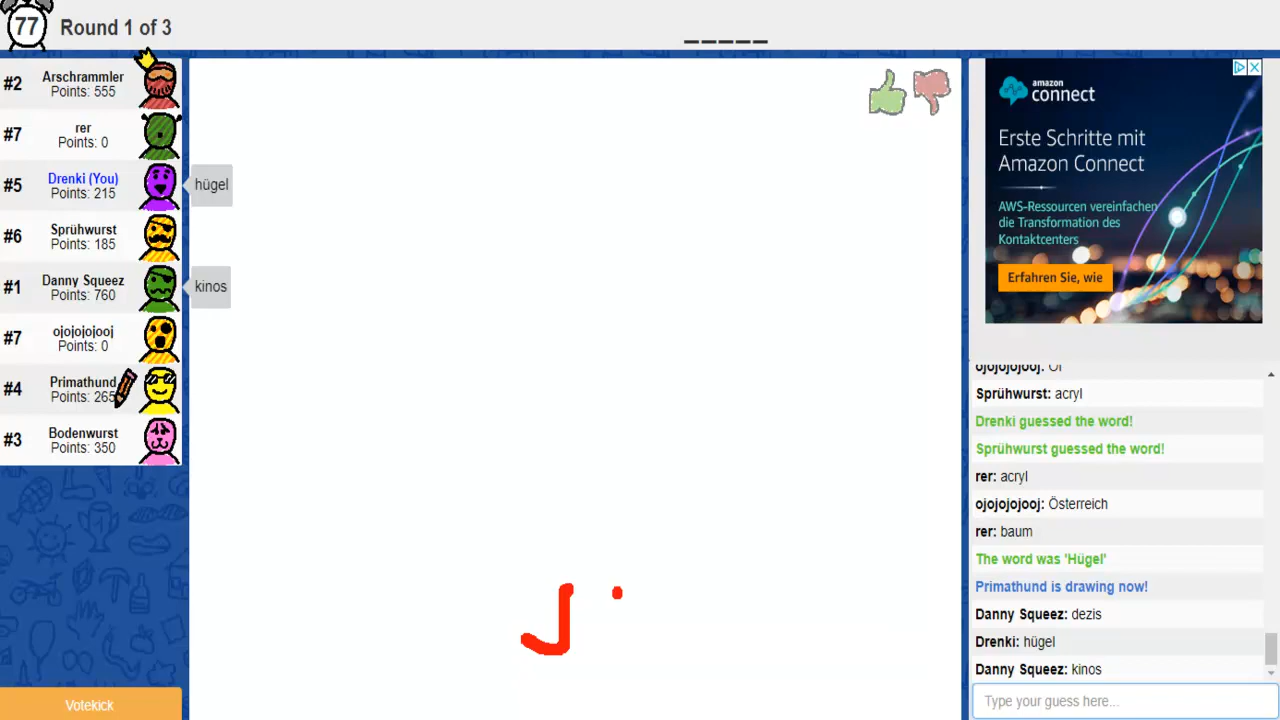 77
Round 1 of 3
_ _ _ _ _
#2
Arschrammler
Points: 555
#7
rer
Points: 0
#5
Drenki (You)
Points: 215
hügel
#6
Sprühwurst
Points: 185
#1
Danny Squeez
Points: 760
kinos
#7
ojojojojooj
Points: 0
#4
Primathund
Points: 265
#3
Bodenwurst
Points: 350
Votekick
J
amazon
connect
Erste Schritte mit
Amazon Connect
AWS-Ressourcen vereinfachen
die Transformation des
Kontaktcenters
Erfahren Sie, wie
Sprühwurst: acryl
Drenki guessed the word!
Sprühwurst guessed the word!
rer: acryl
ojojojojooj: Österreich
rer: baum
The word was 'Hügel'
Primathund is drawing now!
Danny Squeez: dezis
Drenki: hügel
Danny Squeez: kinos
Type your guess here...